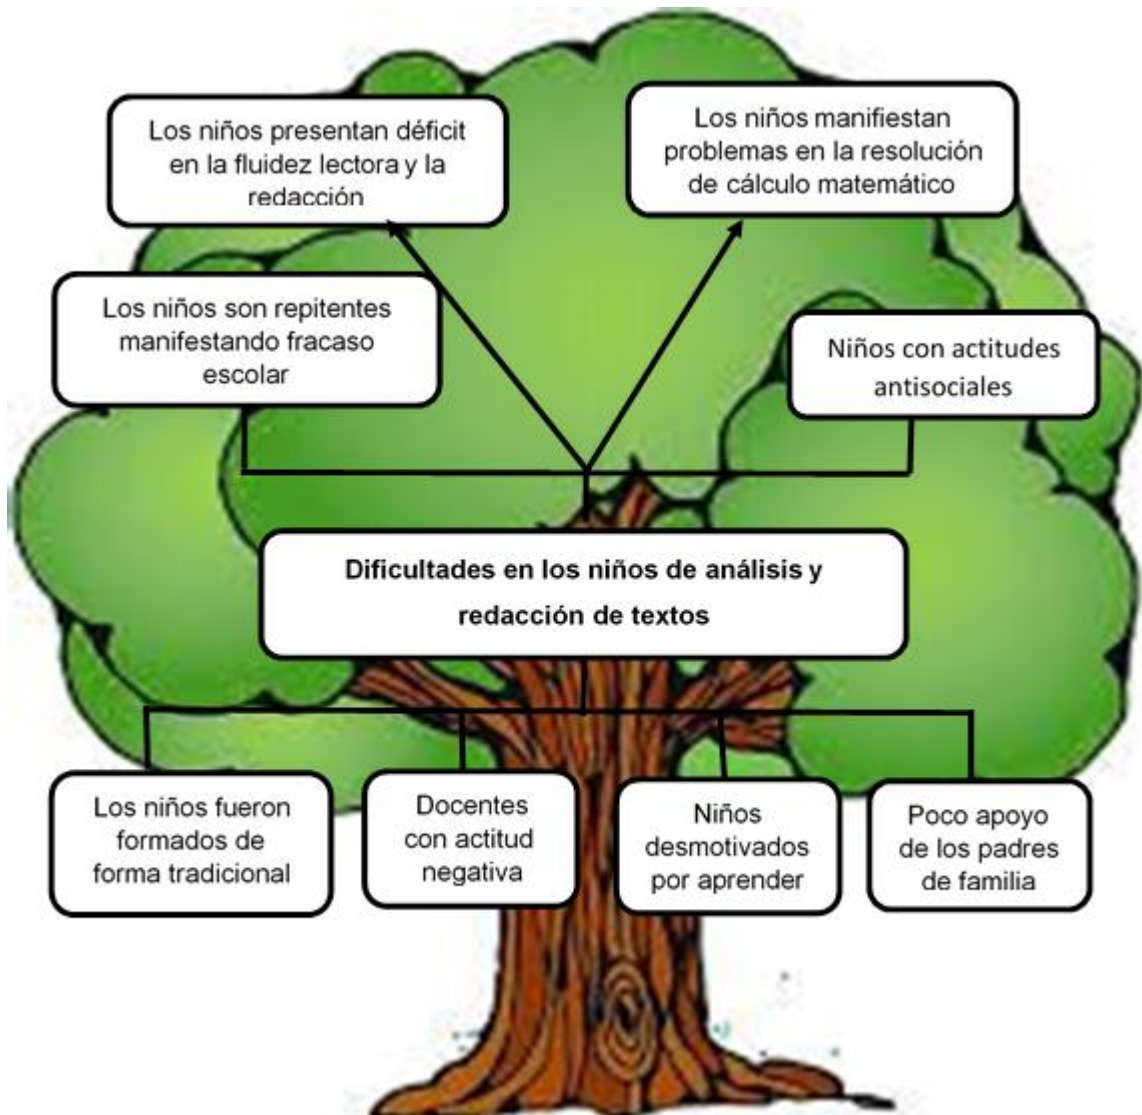 Los niños presentan déficit
en la fluidez lectora y la
redacción
Los niños manifiestan
problemas en la resolución
de cálculo matemático
Los niños son repitentes
manifestando fracaso
escolar
Niños con actitudes
antisociales
Dificultades en los niños de análisis y
redacción de textos
Los niños fueron
formados de
forma tradicional
Docentes
con actitud
negativa
Niños
desmotivados
por aprender
Poco apoyo
de los padres
de familia